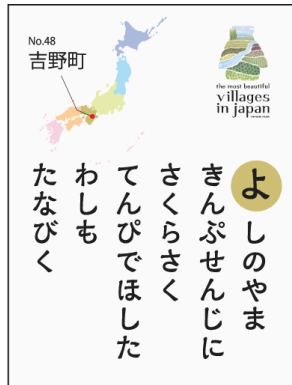 No.48
吉野町
the most beautiful
villages
in japan
よしのやま
きんぷせんじに
さくらさく
てんぴでほした
わしも
たなびく